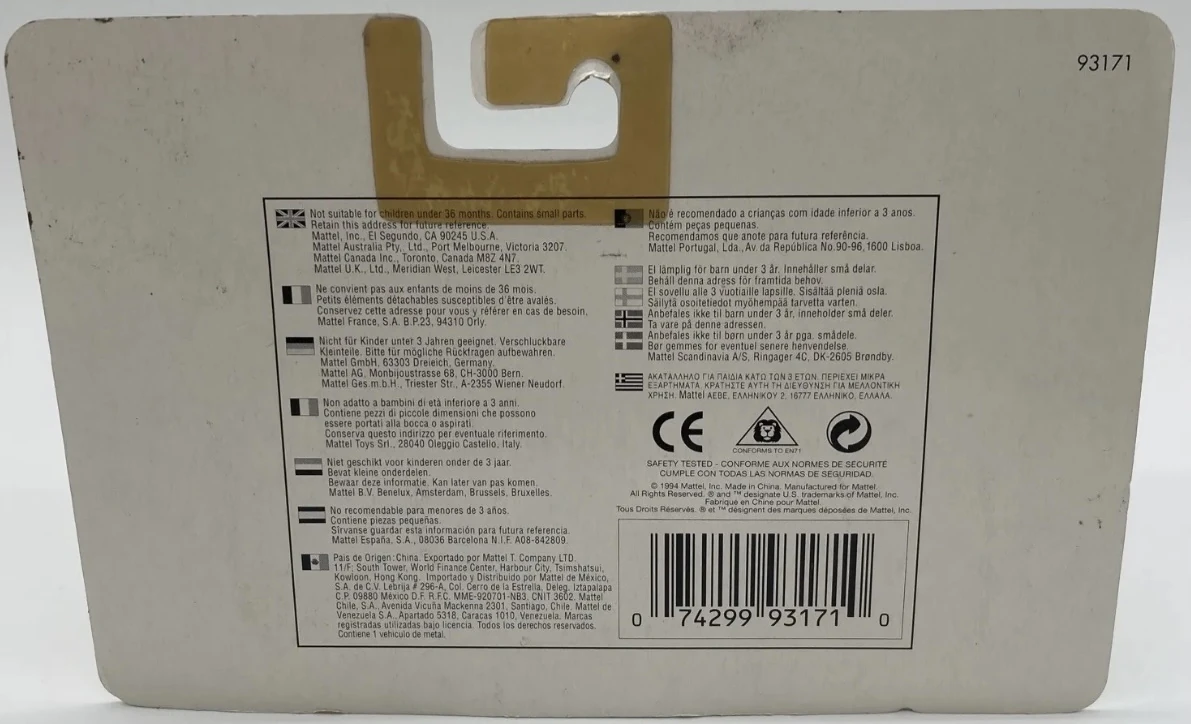 93171
Not suitable for children under 36 months. Contains small parts.
Retain this address for future reference.
Mattel, Inc., El Segundo, CA 90245 U.S.A.
Mattel Australia Pty., Ltd., Port Melbourne, Victoria 3207.
Mattel Canada Inc., Toronto, Canada M8Z 4N7.
Mattel U.K., Ltd., Meridian West, Leicester LE3 2WT.
Ne convient pas aux enfants de moins de 36 mois.
Petits éléments détachables susceptibles d'être avalés.
Conservez cette adresse pour vous y référer en cas de besoin.
Mattel France, S.A. B.P.23, 94310 Orly.
Nicht für Kinder unter 3 Jahren geeignet. Verschluckbare
Kleinteile. Bitte für mögliche Rückfragen aufbewahren.
Mattel GmbH, 63303 Dreieich, Germany.
Mattel AG, Monbijoustrasse 68, CH-3000 Bern.
Mattel Ges m.b.H., Triester Str., A-2355 Wiener Neudorf.
Non adatto a bambini di età inferiore a 3 anni.
Contiene pezzi di piccole dimensioni che possono
essere portati alla bocca o aspirati.
Conserva questo indirizzo per eventuale riferimento.
Mattel Toys Srl., 28040 Oleggio Castello, Italy.
Niet geschikt voor kinderen onder de 3 jaar.
Bevat kleine onderdelen.
Bewaar deze informatie. Kan later van pas komen.
Mattel B.V. Benelux, Amsterdam, Brussels, Bruxelles.
No recomendable para menores de 3 años.
Contiene piezas pequeñas.
Sírvanse guardar esta información para futura referencia.
Mattel España, S.A., 08036 Barcelona N.I.F. A08-842809.
Pais de Origen: China. Exportado por Mattel T. Company LTD.
11/F; South Tower, World Finance Center, Harbour City, Tsimshatsui,
Kowloon, Hong Kong. Importado y Distribuido por Mattel de México,
S.A. de C.V. Lebrija # 296-A, Col. Cerro de la Estrella, Deleg. Iztapalapa
C.P. 09880 México D.F. R.F.C. MME-920701-NB3. CNIT 3602. Mattel
Chile, S.A., Avenida Vicuña Mackenna 2301, Santiago, Chile. Mattel de
Venezuela S.A., Apartado 5318, Caracas 1010, Venezuela. Marcas
registradas utilizadas bajo licencia. Todos los derechos reservados.
Contiene 1 vehiculo de metal.
Não é recomendado a crianças com idade inferior a 3 anos.
Contém peças pequenas.
Recomendamos que anote para futura referência.
Mattel Portugal, Lda., Av. da República No. 90-96, 1600 Lisboa.
Ej lämplig för barn under 3 år. Innehåller små delar.
Behåll denna adress för framtida behov.
Ei sovellu alle 3 vuotiaille lapsille. Sisältää pieniä osia.
Säilytä osoitetiedot myöhempää tarvetta varten.
Anbefales ikke til barn under 3 år, inneholder små deler.
Ta vare på denne adressen.
Anbefales ikke til børn under 3 år pga. smådele.
Bør gemmes for eventuel senere henvendelse.
Mattel Scandinavia A/S, Ringager 4C, DK-2605 Brøndby.
ΑΚΑΤΑΛΛΗΛΟ ΓΙΑ ΠΑΙΔΙΑ ΚΑΤΩ ΤΩΝ 3 ΕΤΩΝ. ΠΕΡΙΕΧΕΙ ΜΙΚΡΑ
ΕΞΑΡΤΗΜΑΤΑ. ΚΡΑΤΗΣΤΕ ΑΥΤΗ ΤΗ ΔΙΕΥΘΥΝΣΗ ΓΙΑ ΜΕΛΛΟΝΤΙΚΗ
ΧΡΗΣΗ. Mattel AEBE, ΕΛΛΗΝΙΚΟΥ 2, 16777 ΕΛΛΗΝΙΚΟ, ΕΛΛΑΛΑ.
CE
CONFORMS TO EN71
SAFETY TESTED - CONFORME AUX NORMES DE SECURITÉ
CUMPLE CON TODAS LAS NORMAS DE SEGURIDAD.
© 1994 Mattel, Inc. Made in China. Manufactured for Mattel.
All Rights Reserved. ® and ™ designate U.S. trademarks of Mattel, Inc.
Fabriqué en Chine pour Mattel.
Tous Droits Réservés. ® et ™ désignent des marques déposées de Mattel, Inc.
0 74299 93171 0